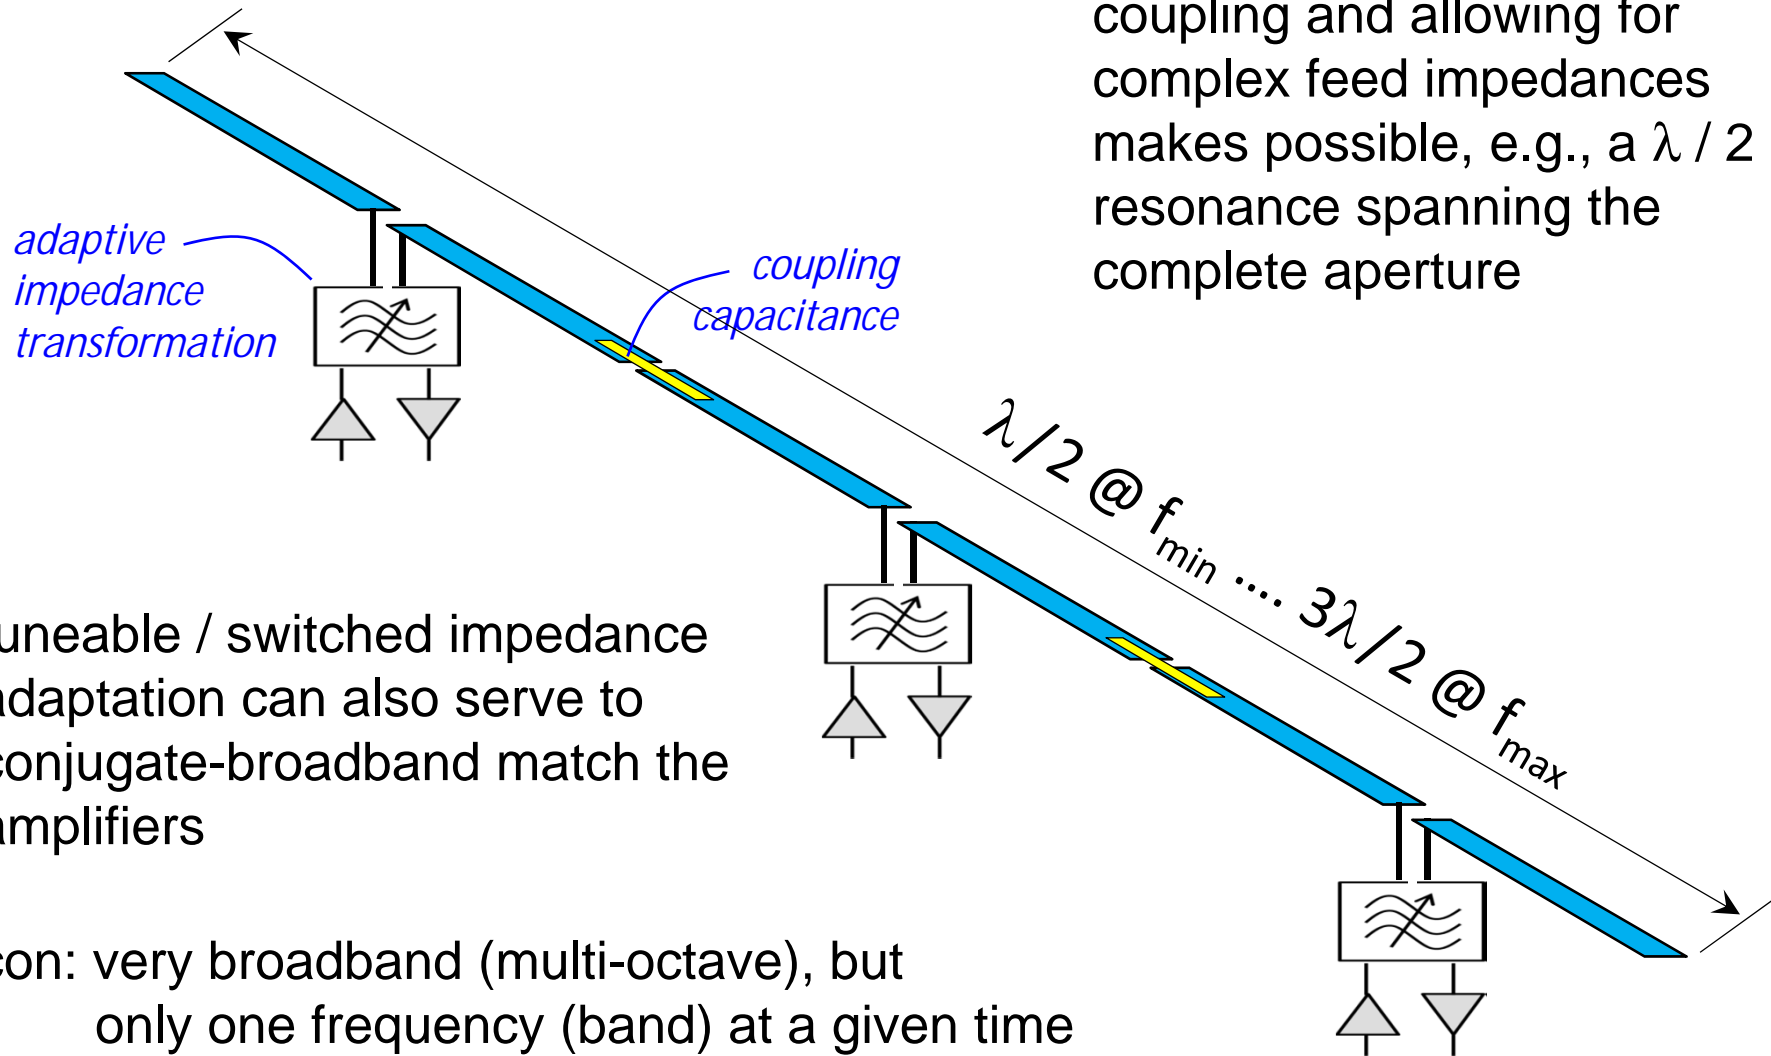 coupling and allowing for
complex feed impedances
makes possible, e.g., a λ / 2
resonance spanning the
complete aperture
adaptive
impedance
transformation
coupling
capacitance
λ/2 @ fmin .... 3λ/2 @ fmax
uneable / switched impedance
adaptation can also serve to
conjugate-broadband match the
amplifiers
con: very broadband (multi-octave), but
only one frequency (band) at a given time